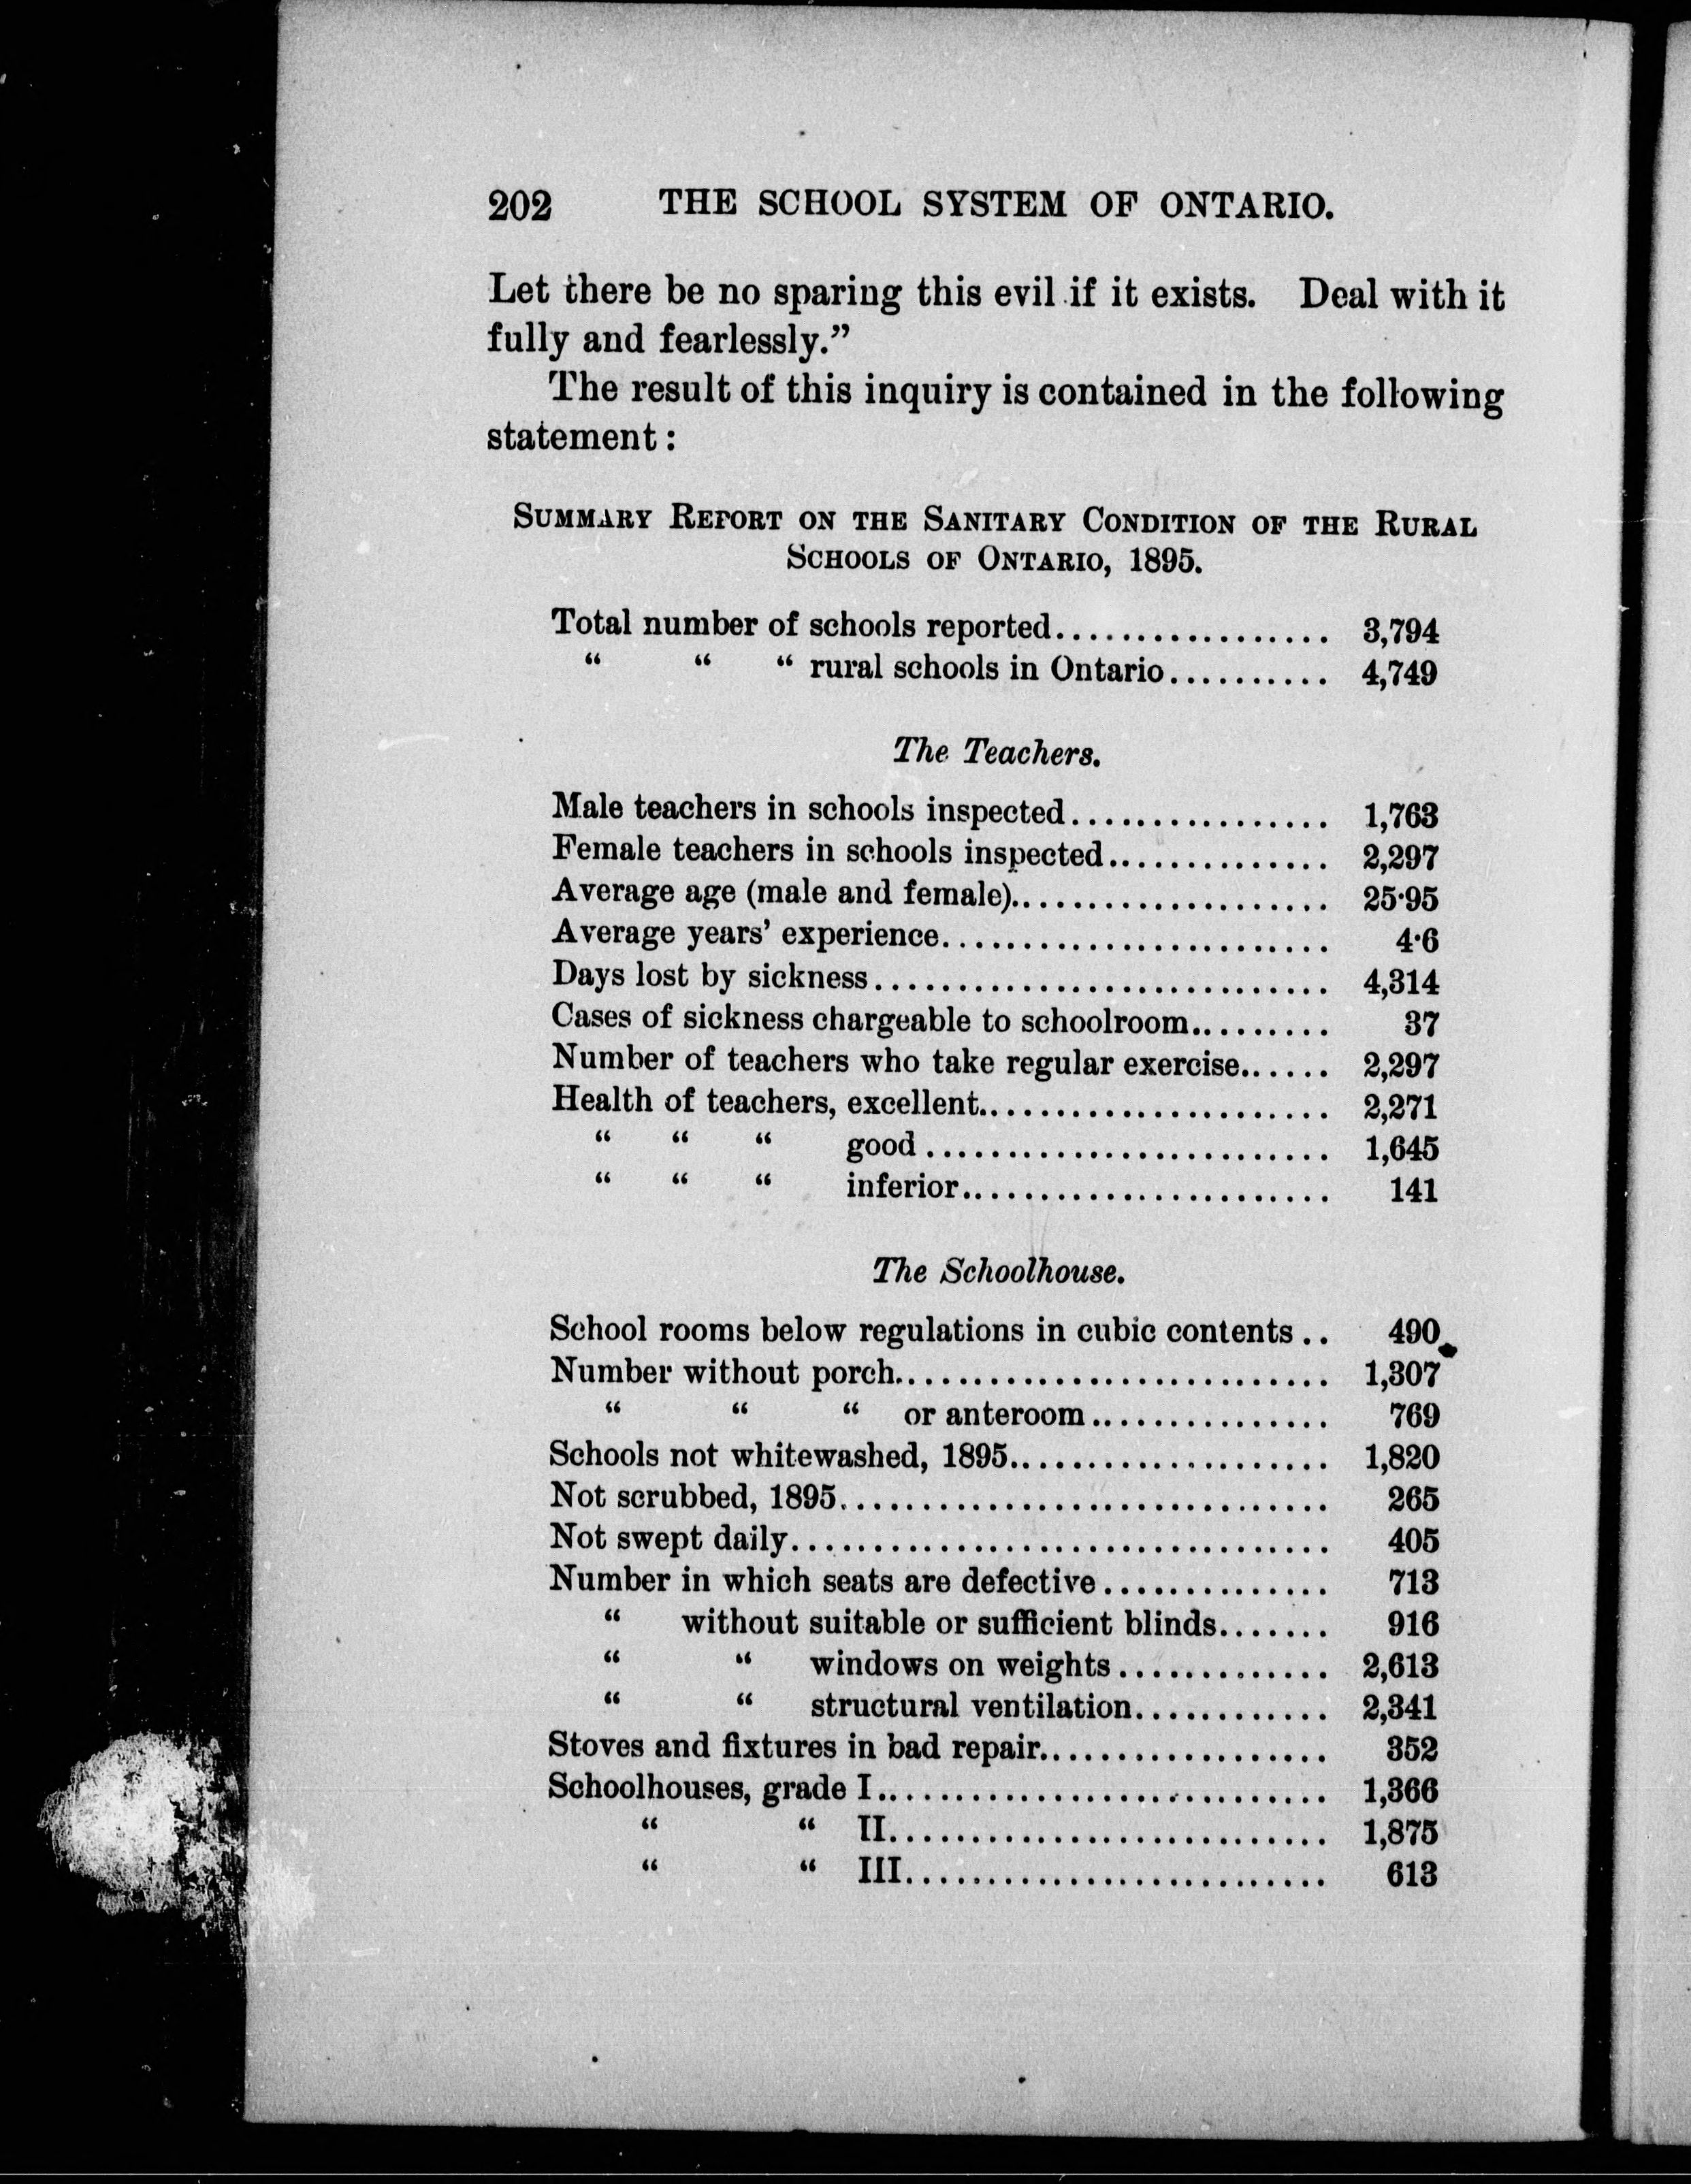 202 THE SCHOOL SYSTEM OF ONTARIO.
Let there be no sparing this evil if it exists. Deal with it
fully and fearlessly.”
The result of this inquiry is contained in the following
statement:
SUMMARY REPORT ON THE SANITARY CONDITION OF THE RURAL
SCHOOLS OF ONTARIO, 1895.
Total number of schools reported................. 3,794
“ “ “ rural schools in Ontario.......... 4,749
The Teachers.
Male teachers in schools inspected................ 1,763
Female teachers in schools inspected.............. 2,297
Average age (male and female).................... 25·95
Average years’ experience........................ 4·6
Days lost by sickness............................ 4,314
Cases of sickness chargeable to schoolroom......... 37
Number of teachers who take regular exercise...... 2,297
Health of teachers, excellent...................... 2,271
“ “ “ good......................... 1,645
“ “ “ inferior....................... 141
The Schoolhouse.
School rooms below regulations in cubic contents.. 490
Number without porch........................... 1,307
“ “ “ or anteroom............... 769
Schools not whitewashed, 1895.................... 1,820
Not scrubbed, 1895.............................. 265
Not swept daily................................. 405
Number in which seats are defective.............. 713
“ without suitable or sufficient blinds....... 916
“ “ windows on weights............. 2,613
“ “ structural ventilation............ 2,341
Stoves and fixtures in bad repair.................. 352
Schoolhouses, grade I............................ 1,366
“ “ II........................... 1,875
“ “ III.......................... 613